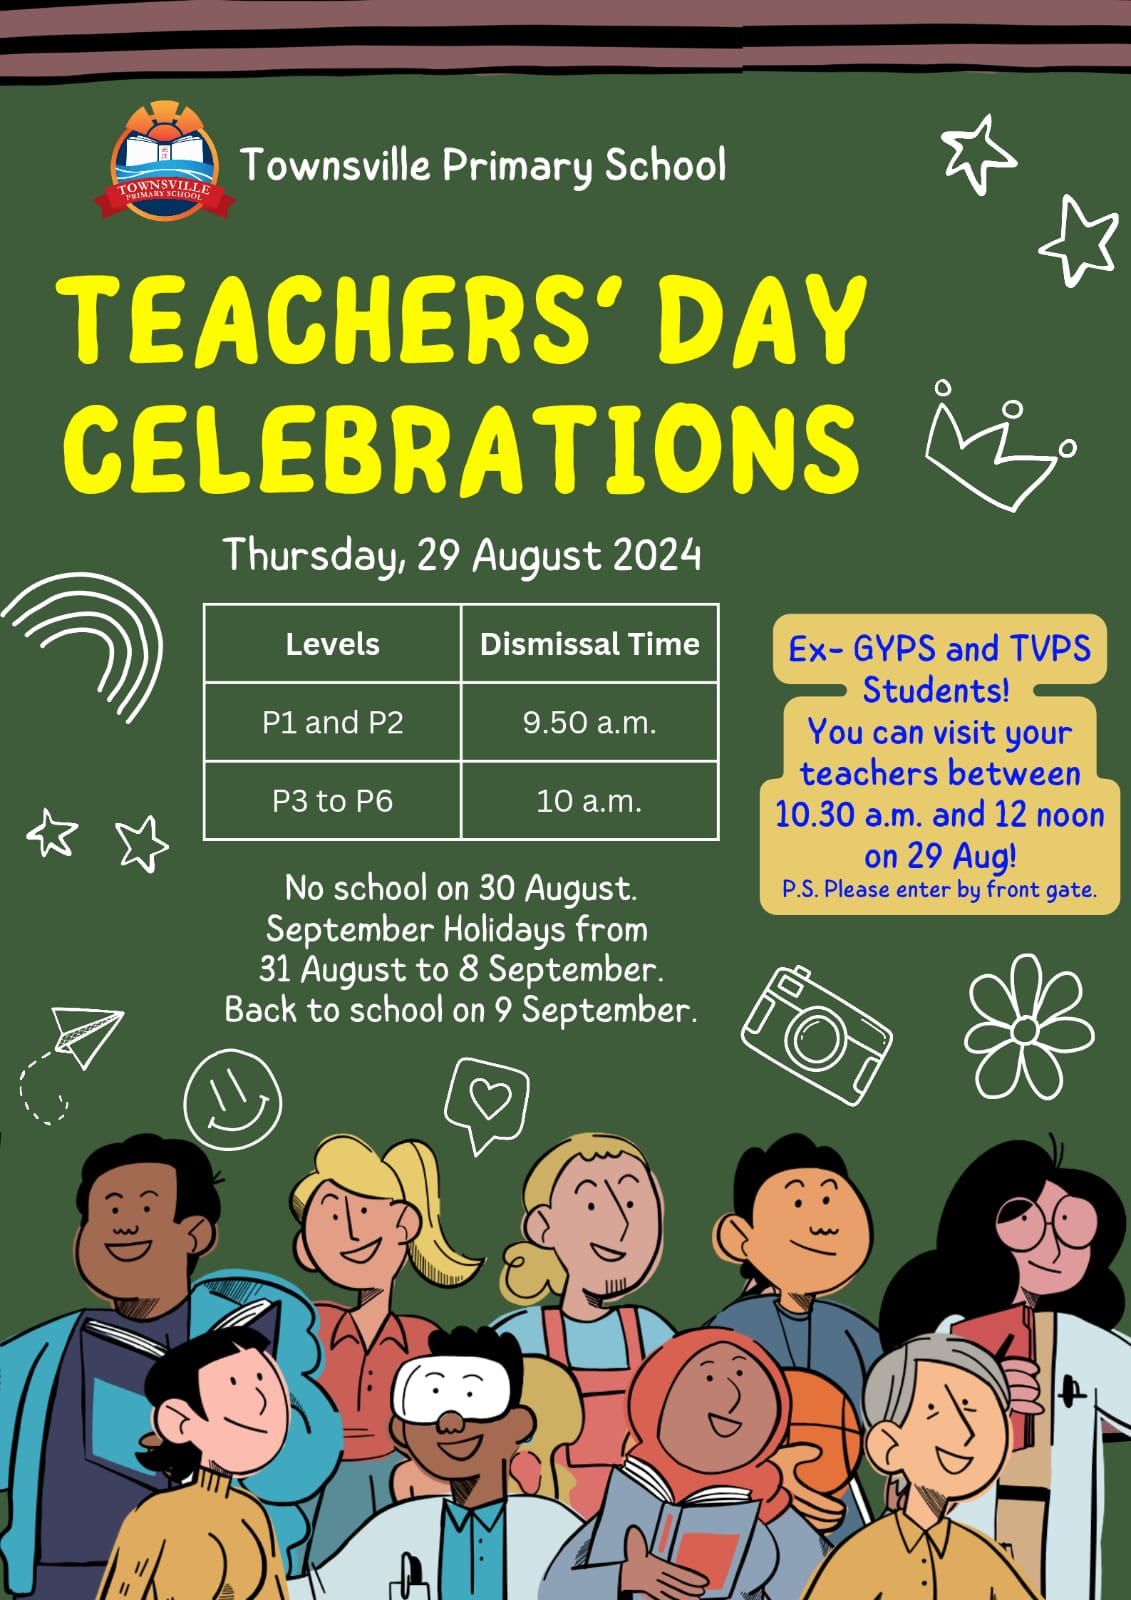 TOWNSVILLE
PRIMARY SCHOOL
Townsville Primary School
TEACHERS' DAY
CELEBRATIONS
Thursday, 29 August 2024
Levels Dismissal Time
P1 and P2 9.50 a.m.
P3 to P6 10 a.m.
Ex- GYPS and TVPS
Students!
You can visit your
teachers between
10.30 a.m. and 12 noon
on 29 Aug!
P.S. Please enter by front gate.
No school on 30 August.
September Holidays from
31 August to 8 September.
Back to school on 9 September.